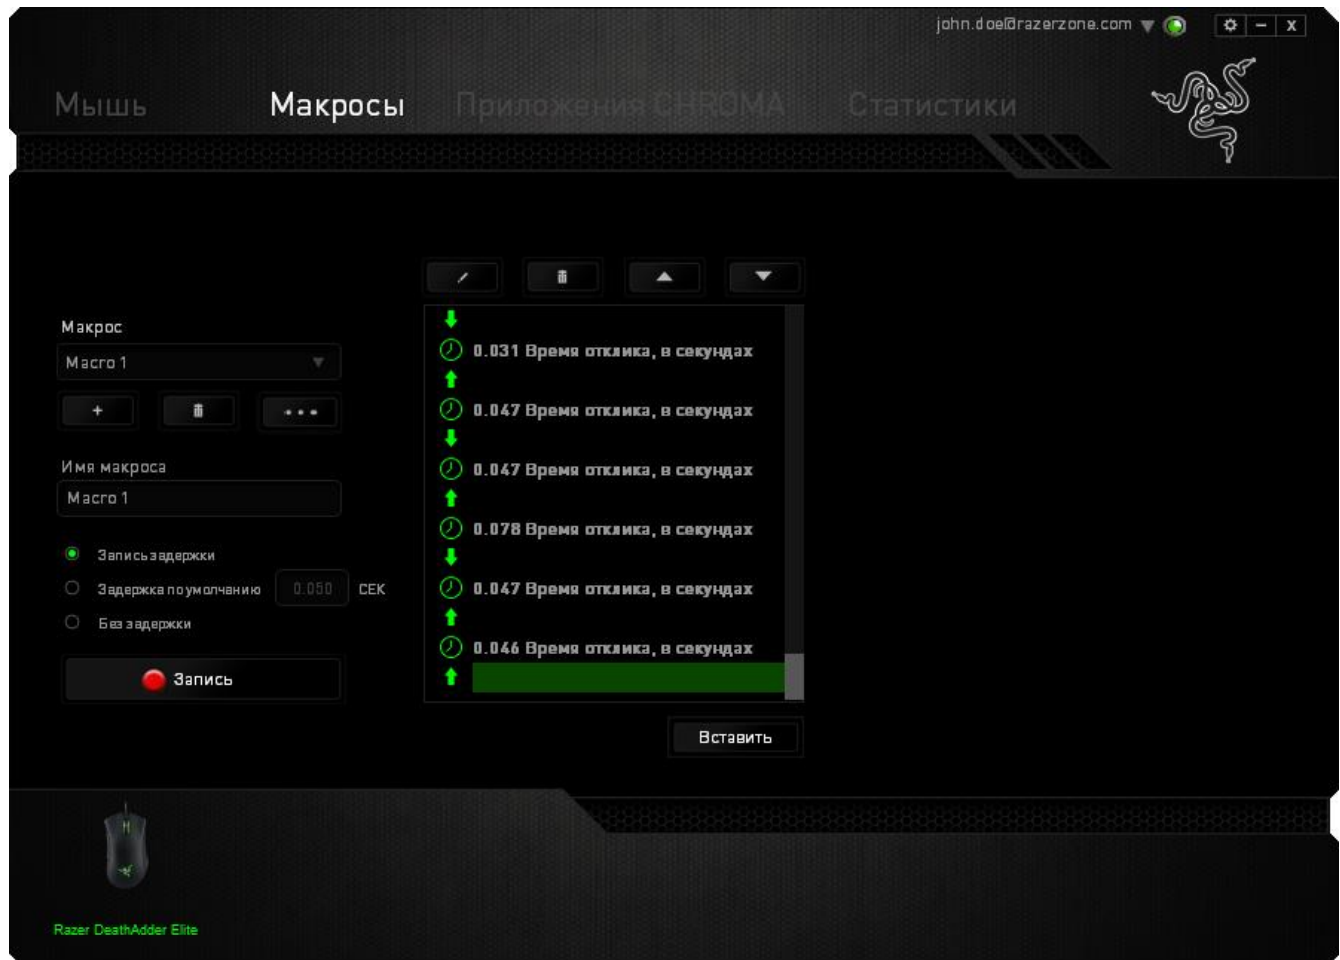 john.doe@razerzone.com
Мышь
Макросы
Приложения CHROMA
Статистики
Макрос
Macro 1
Имя макроса
Macro 1
Запись задержки
Задержка по умолчанию 0.050 СЕК
Без задержки
Запись
0.031 Время отклика, в секундах
0.047 Время отклика, в секундах
0.047 Время отклика, в секундах
0.078 Время отклика, в секундах
0.047 Время отклика, в секундах
0.046 Время отклика, в секундах
Вставить
Razer DeathAdder Elite